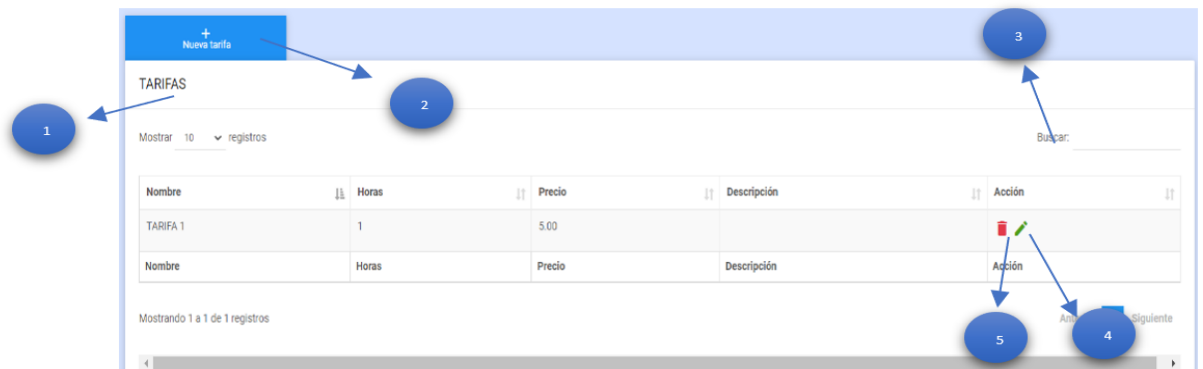 +
Nueva tarifa
3
TARIFAS
2
1
Mostrar 10 registros
Buscar:
Nombre Horas Precio Descripción Acción
TARIFA 1 1 5.00
Nombre Horas Precio Descripción Acción
Mostrando 1 a 1 de 1 registros
Siguiente
5
4